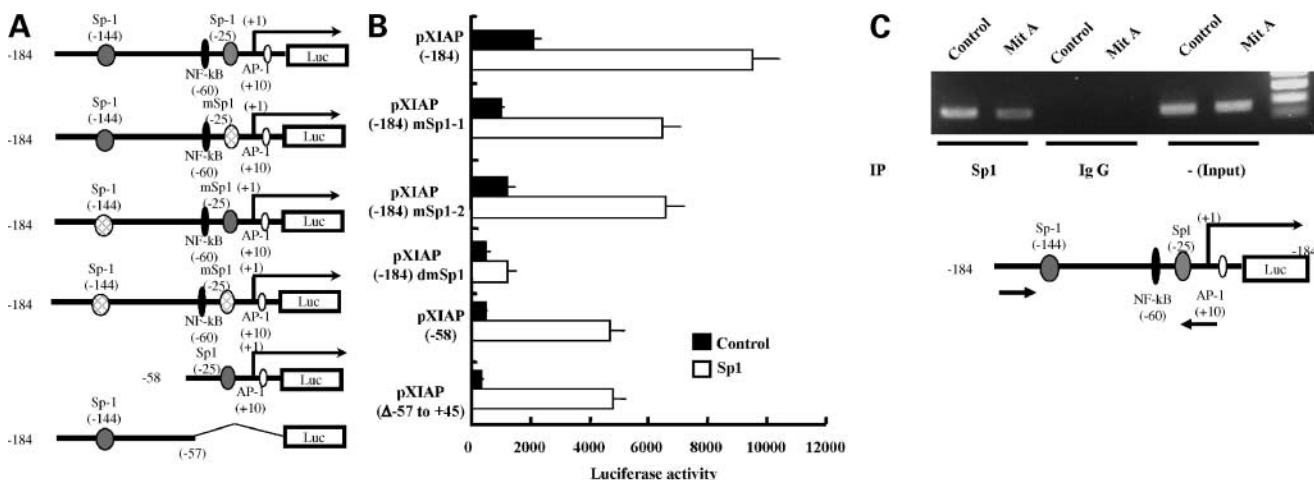 A
Sp-1
(-144)
Sp-1
(-25)
(+1)
-184
Luc
NF-kB
(-60)
AP-1
(+10)
Sp-1
(-144)
mSp1
(-25)
(+1)
-184
Luc
NF-kB
(-60)
AP-1
(+10)
Sp-1
(-144)
mSp1
(-25)
(+1)
-184
Luc
NF-kB
(-60)
AP-1
(+10)
Sp-1
(-144)
mSp1
(-25)
(+1)
-184
Luc
NF-kB
(-60)
AP-1
(+10)
(+1)
Sp1
(-25)
-58
Luc
AP-1
(+10)
Sp-1
(-144)
-184
Luc
(-57)
B
pXIAP
(-184)
pXIAP
(-184) mSp1-1
pXIAP
(-184) mSp1-2
pXIAP
(-184) dmSp1
pXIAP
(-58)
pXIAP
(Δ-57 to +45)
Control
Sp1
0 2000 4000 6000 8000 10000 12000
Luciferase activity
C
Control Mit A Control Mit A Control Mit A
IP Sp1 Ig G - (Input)
Sp-1
(-144)
Sp1
(-25)
(+1)
-184
-184
Luc
NF-kB
(-60)
AP-1
(+10)